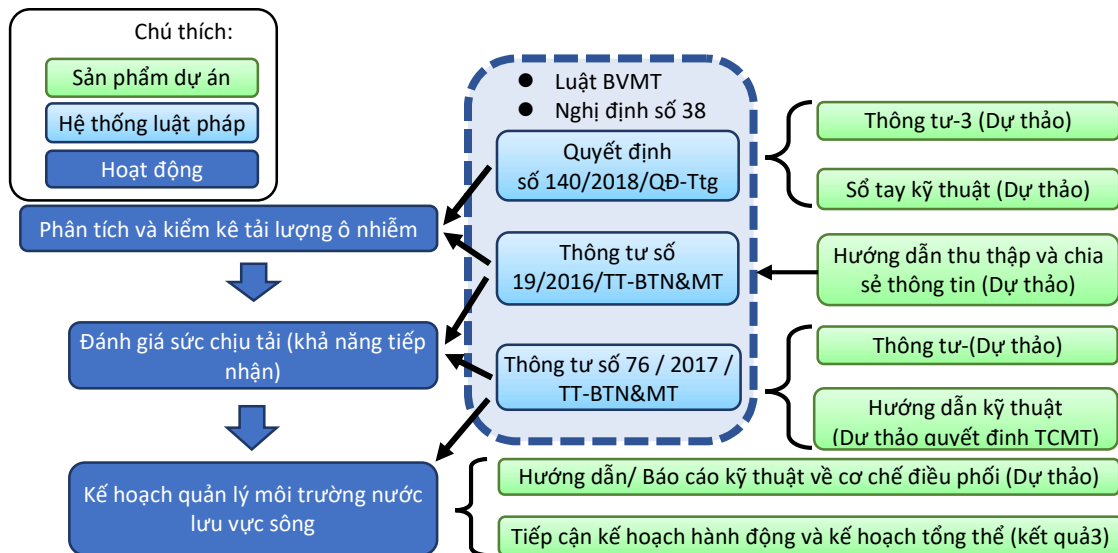 Chú thích:
Sản phẩm dự án
Hệ thống luật pháp
Hoạt động
Phân tích và kiểm kê tải lượng ô nhiễm
Đánh giá sức chịu tải (khả năng tiếp
nhận)
Kế hoạch quản lý môi trường nước
lưu vực sông
● Luật BVMT
● Nghị định số 38
Quyết định
số 140/2018/QĐ-Ttg
Thông tư số
19/2016/TT-BTN&MT
Thông tư số 76 / 2017 /
TT-BTN&MT
Thông tư-3 (Dự thảo)
Sổ tay kỹ thuật (Dự thảo)
Hướng dẫn thu thập và chia
sẻ thông tin (Dự thảo)
Thông tư-(Dự thảo)
Hướng dẫn kỹ thuật
(Dự thảo quyết định TCMT)
Hướng dẫn/ Báo cáo kỹ thuật về cơ chế điều phối (Dự thảo)
Tiếp cận kế hoạch hành động và kế hoạch tổng thể (kết quả3)